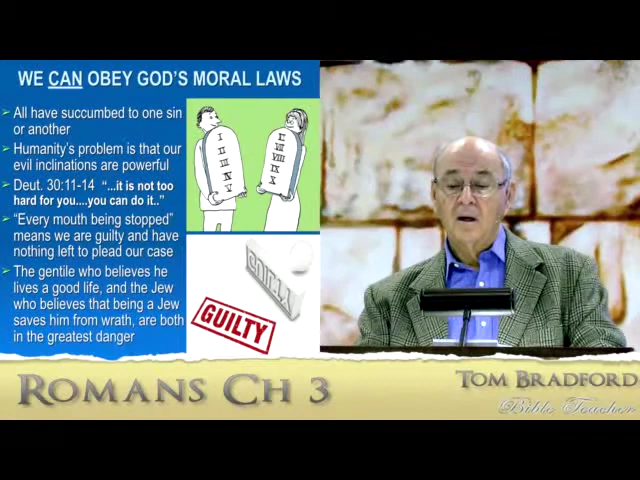 WE CAN OBEY GOD'S MORAL LAWS
➢ All have succumbed to one sin
or another
➢ Humanity's problem is that our
evil inclinations are powerful
➢ Deut. 30:11-14 "...it is not too
hard for you....you can do it.."
➢ "Every mouth being stopped"
means we are guilty and have
nothing left to plead our case
➢ The gentile who believes he
lives a good life, and the Jew
who believes that being a Jew
saves him from wrath, are both
in the greatest danger
GUILTY
ROMANS CH 3
TOM BRADFORD
Bible Teacher